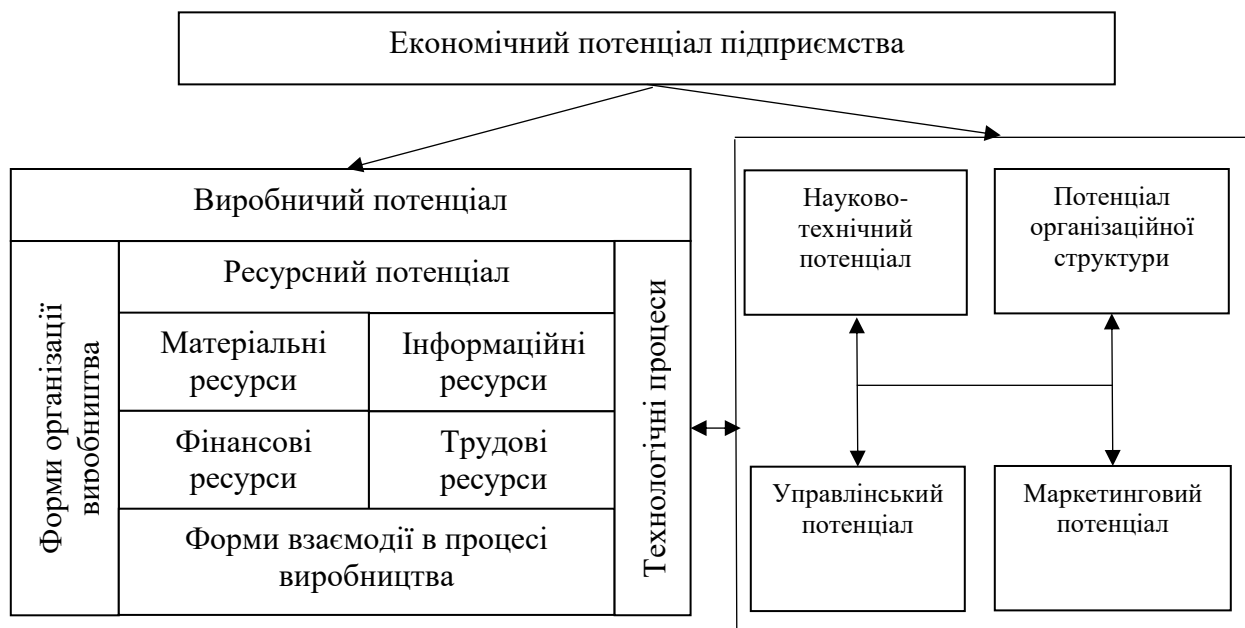 Економічний потенціал підприємства
Виробничий потенціал
Форми організації
виробництва
Ресурсний потенціал
Матеріальні
ресурси
Інформаційні
ресурси
Фінансові
ресурси
Трудові
ресурси
Форми взаємодії в процесі
виробництва
Технологічні процеси
Науково-
технічний
потенціал
Потенціал
організаційної
структури
Управлінський
потенціал
Маркетинговий
потенціал